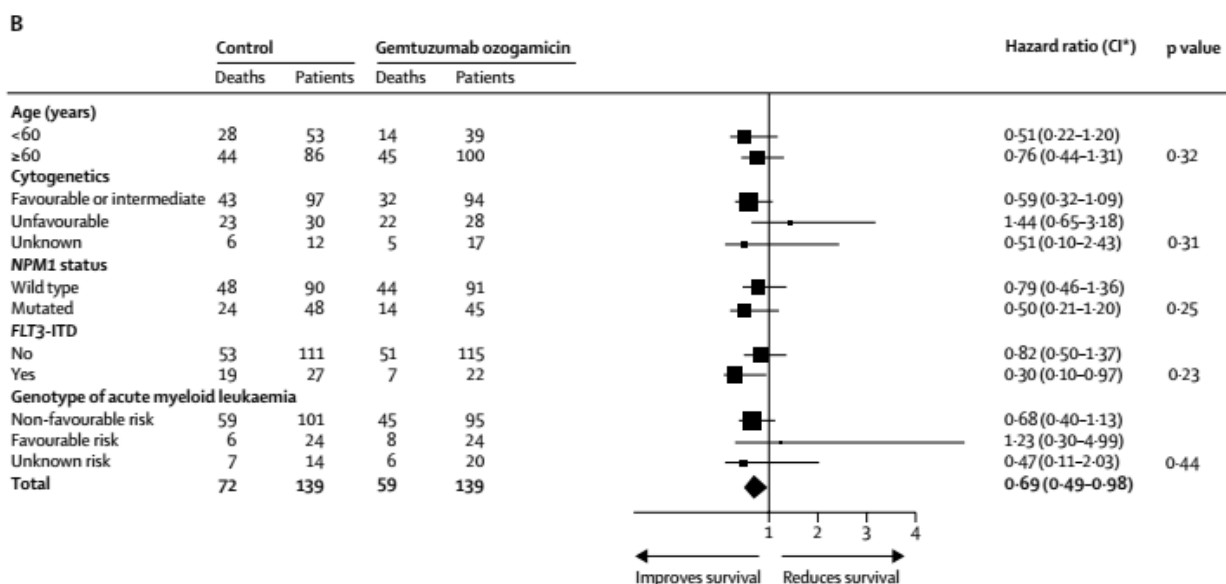 B
Control Gemtuzumab ozogamicin Hazard ratio (CI*) p value
Deaths Patients Deaths Patients
Age (years)
<60 28 53 14 39 0·51 (0·22–1·20)
≥60 44 86 45 100 0·76 (0·44–1·31) 0·32
Cytogenetics
Favourable or intermediate 43 97 32 94 0·59 (0·32–1·09)
Unfavourable 23 30 22 28 1·44 (0·65–3·18)
Unknown 6 12 5 17 0·51 (0·10–2·43) 0·31
NPM1 status
Wild type 48 90 44 91 0·79 (0·46–1·36)
Mutated 24 48 14 45 0·50 (0·21–1·20) 0·25
FLT3-ITD
No 53 111 51 115 0·82 (0·50–1·37)
Yes 19 27 7 22 0·30 (0·10–0·97) 0·23
Genotype of acute myeloid leukaemia
Non-favourable risk 59 101 45 95 0·68 (0·40–1·13)
Favourable risk 6 24 8 24 1·23 (0·30–4·99)
Unknown risk 7 14 6 20 0·47 (0·11–2·03) 0·44
Total 72 139 59 139 0·69 (0·49–0·98)
1 2 3 4
Improves survival Reduces survival